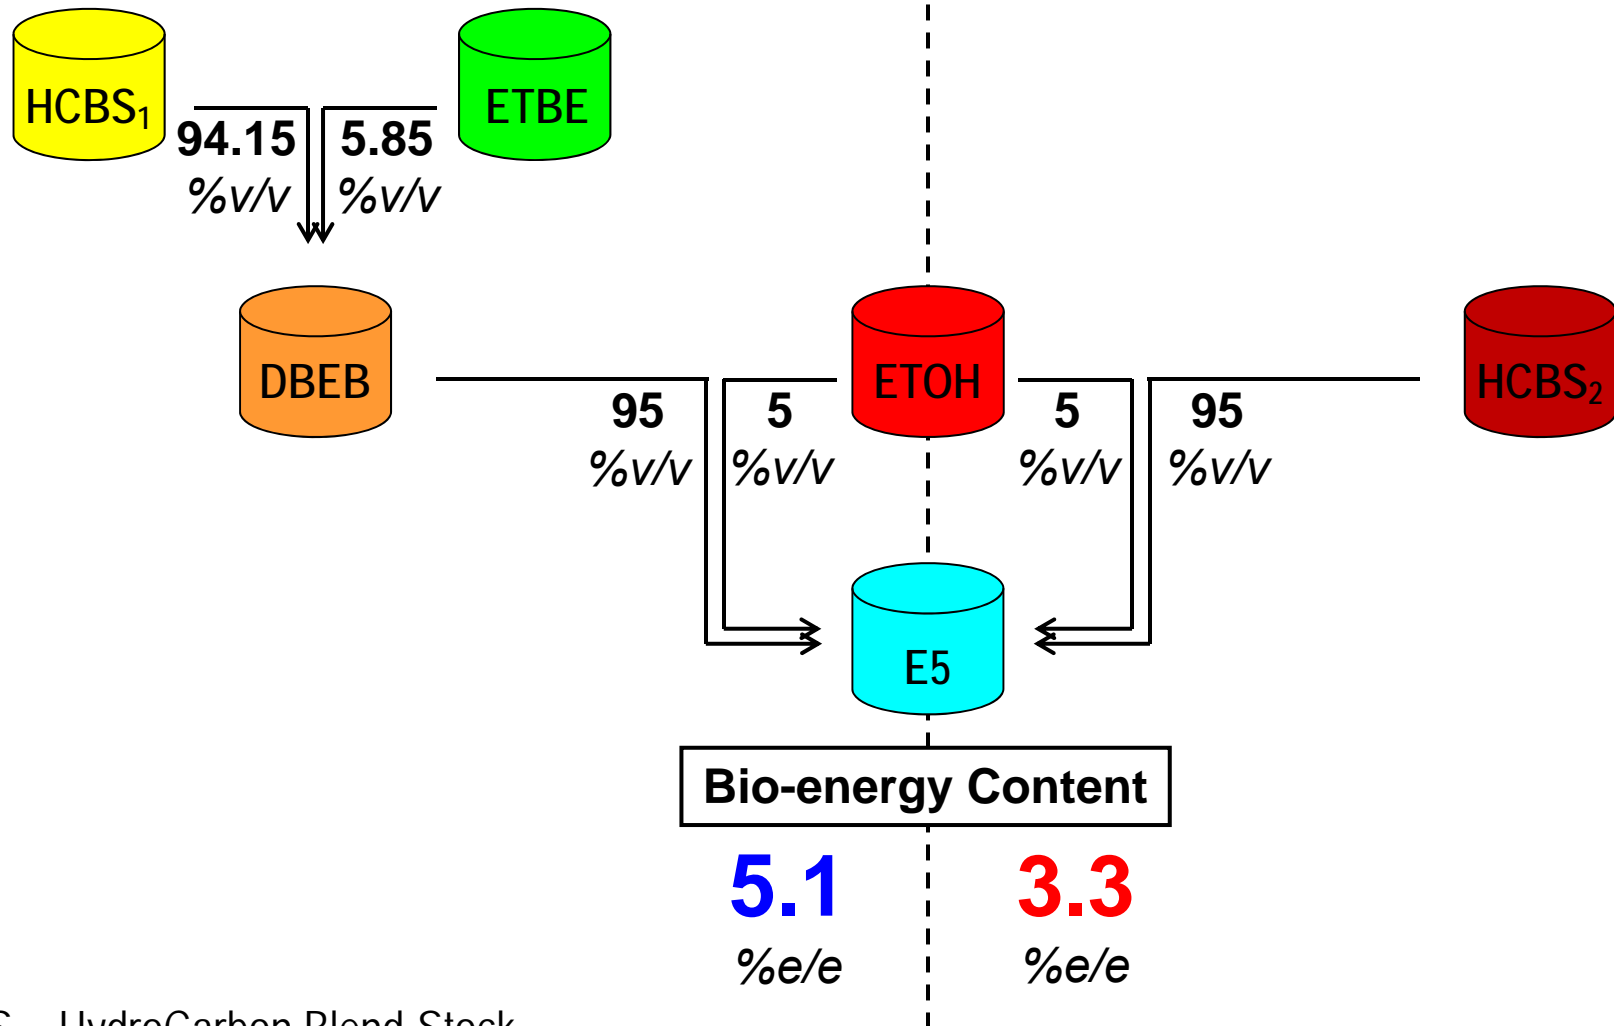 HCBS₁
ETBE
94.15
5.85
%v/v
%v/v
DBEB
ETOH
HCBS₂
95
5
5
95
%v/v
%v/v
%v/v
%v/v
E5
Bio-energy Content
5.1
3.3
%e/e
%e/e
HydroCarbon Blend Stock